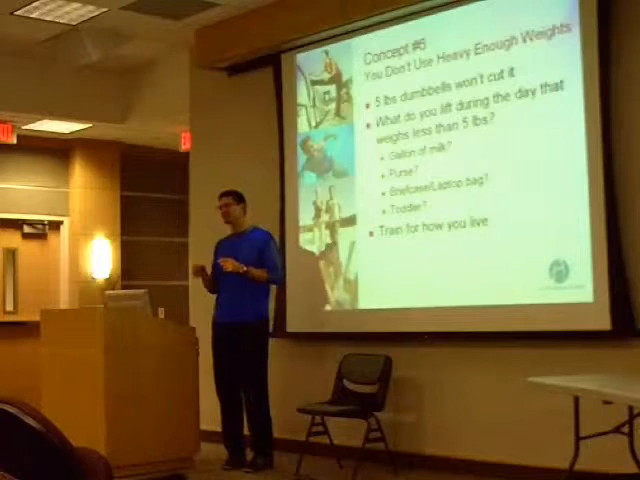 Concept #6
You Don't Use Heavy Enough Weights
5 lbs dumbbells won't cut it
What do you lift during the day that
weighs less than 5 lbs?
Gallon of milk?
Purse?
Briefcase/Laptop bag?
Toddler?
Train for how you live